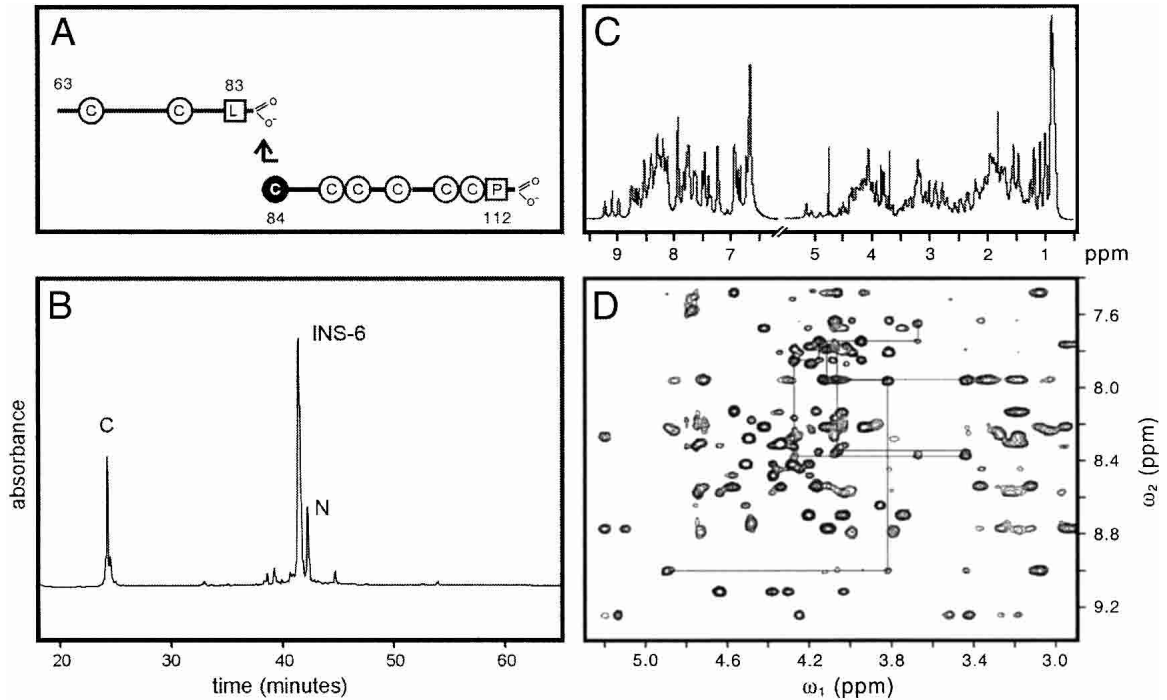 A
63
83
C
C
L
O
O-
C
C
C
C
C
C
P
O
O-
84
112
B
absorbance
C
INS-6
N
20
30
40
50
60
time (minutes)
C
9
8
7
5
4
3
2
1
ppm
D
7.6
8.0
8.4
8.8
9.2
ω2 (ppm)
5.0
4.6
4.2
3.8
3.4
3.0
ω1 (ppm)